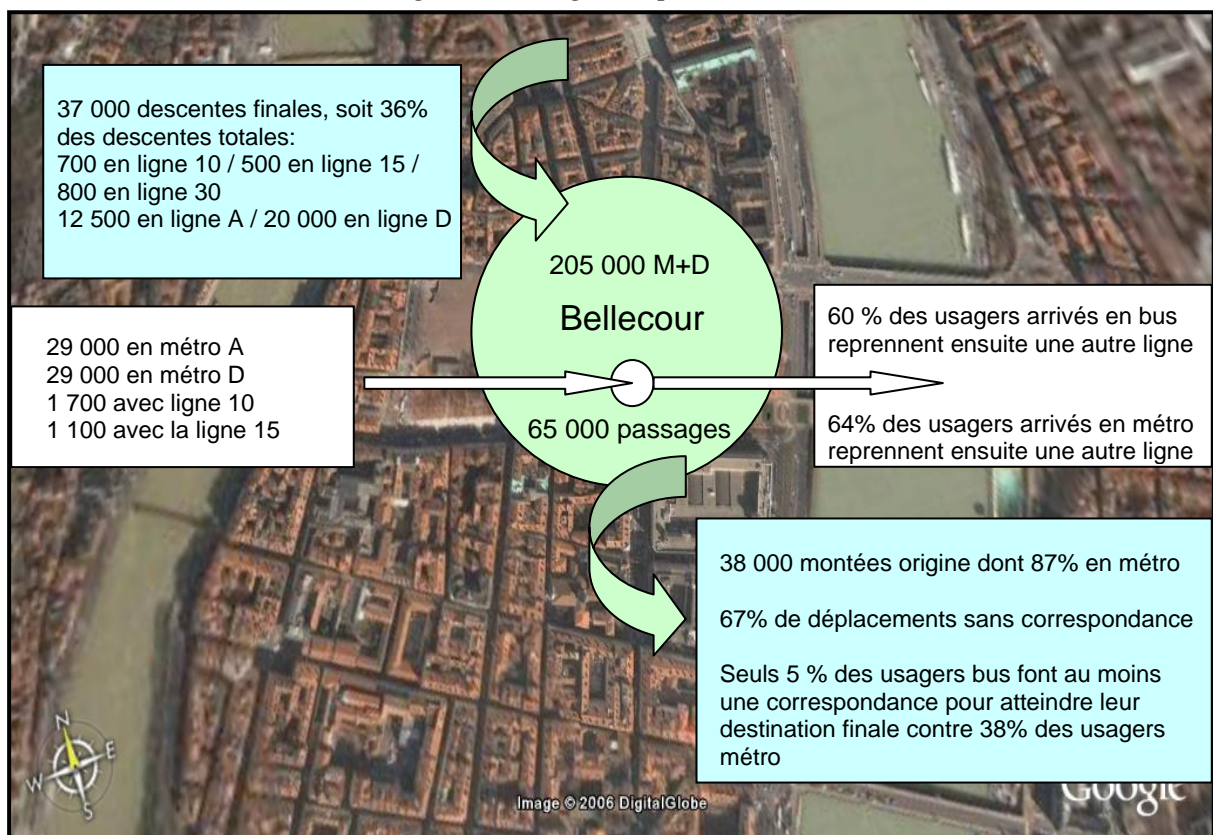 37 000 descentes finales, soit 36%
des descentes totales:
700 en ligne 10 / 500 en ligne 15 /
800 en ligne 30
12 500 en ligne A / 20 000 en ligne D
205 000 M+D
Bellecour
65 000 passages
29 000 en métro A
29 000 en métro D
1 700 avec ligne 10
1 100 avec la ligne 15
60 % des usagers arrivés en bus
reprennent ensuite une autre ligne
64% des usagers arrivés en métro
reprennent ensuite une autre ligne
38 000 montées origine dont 87% en métro
67% de déplacements sans correspondance
Seuls 5 % des usagers bus font au moins
une correspondance pour atteindre leur
destination finale contre 38% des usagers
métro
N
E
W
S
Image © 2006 DigitalGlobe
Google